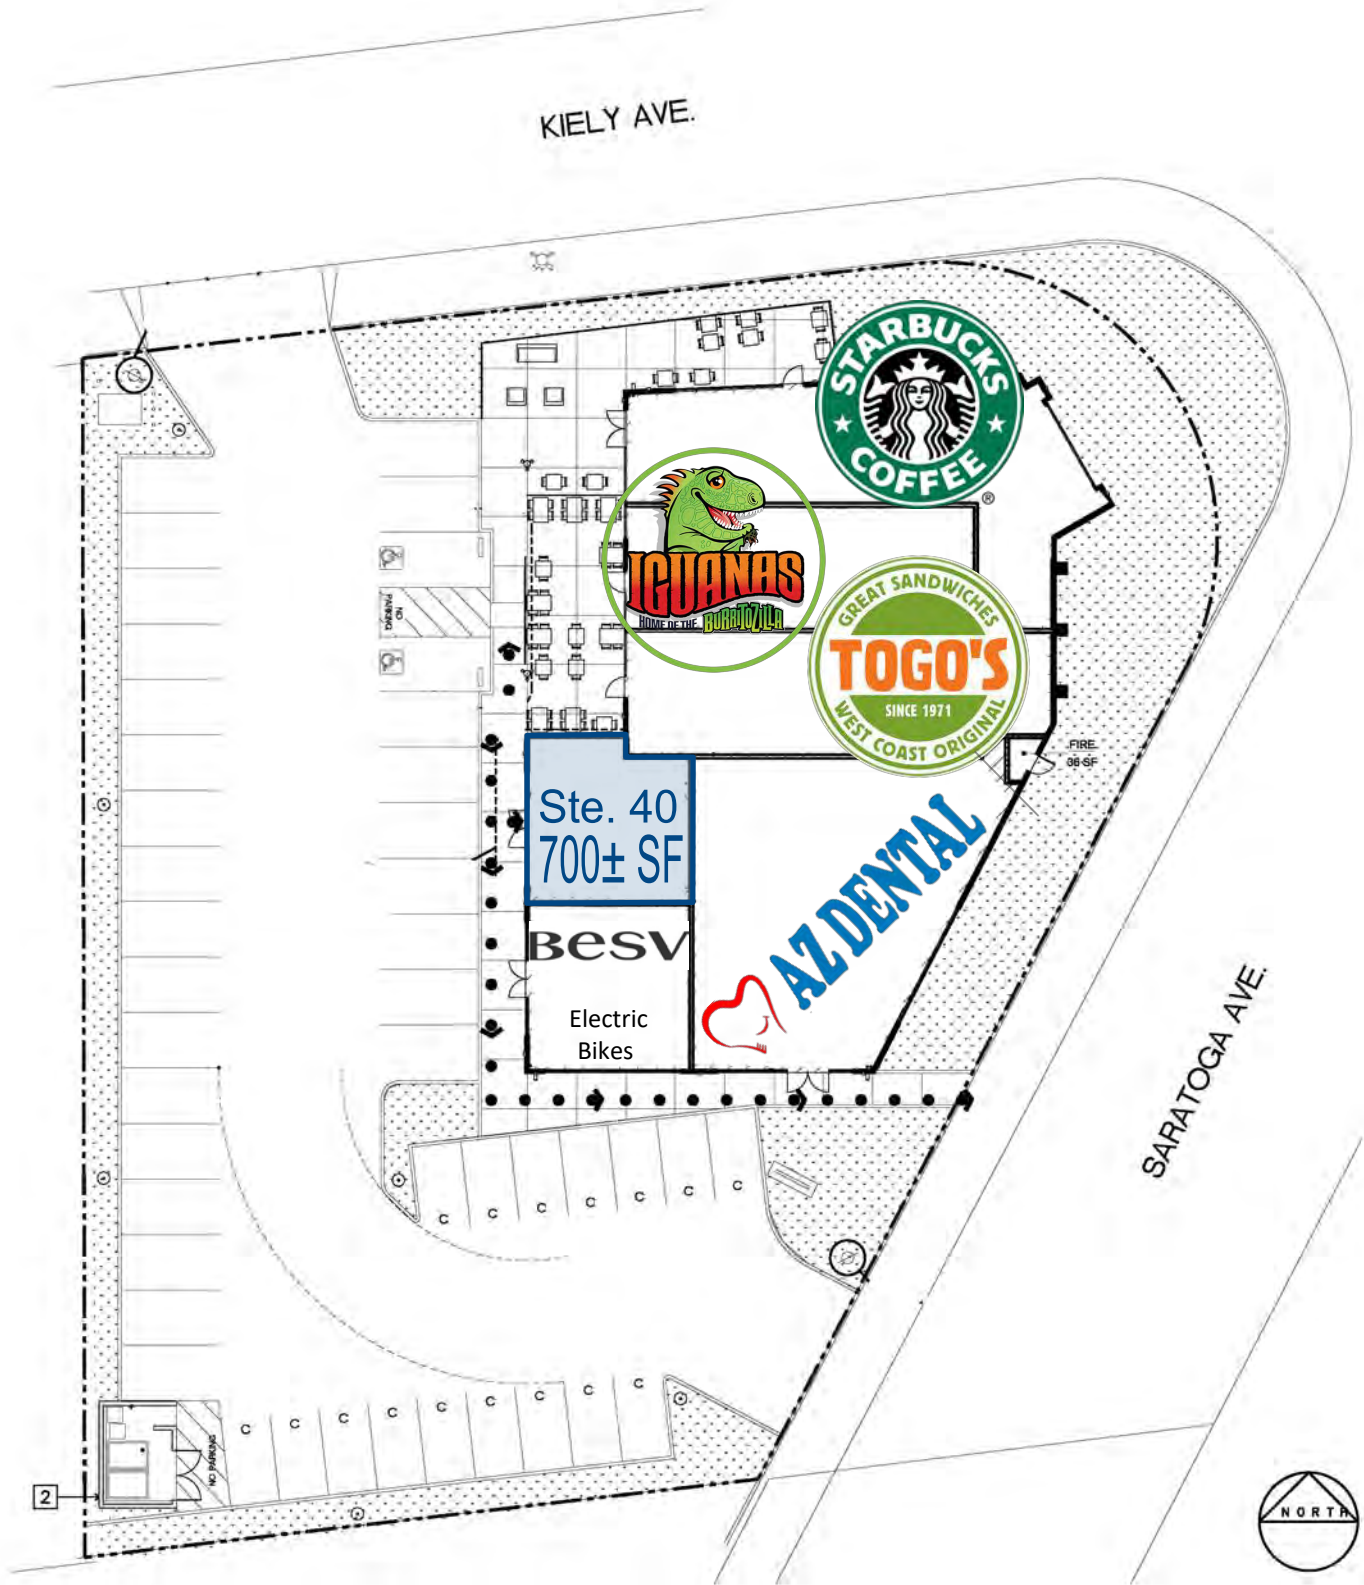 KIELY AVE.
STARBUCKS
COFFEE
®
IGUANAS
HOME OF THE BURRITOZILLA
GREAT SANDWICHES
TOGO'S
SINCE 1971
WEST COAST ORIGINAL
NO
PARKING
FIRE
36 SF
Ste. 40
700± SF
AZ DENTAL
BESV
Electric
Bikes
SARATOGA AVE.
C C C C C C C
C C C C C C C C C
NO PARKING
2
NORTH